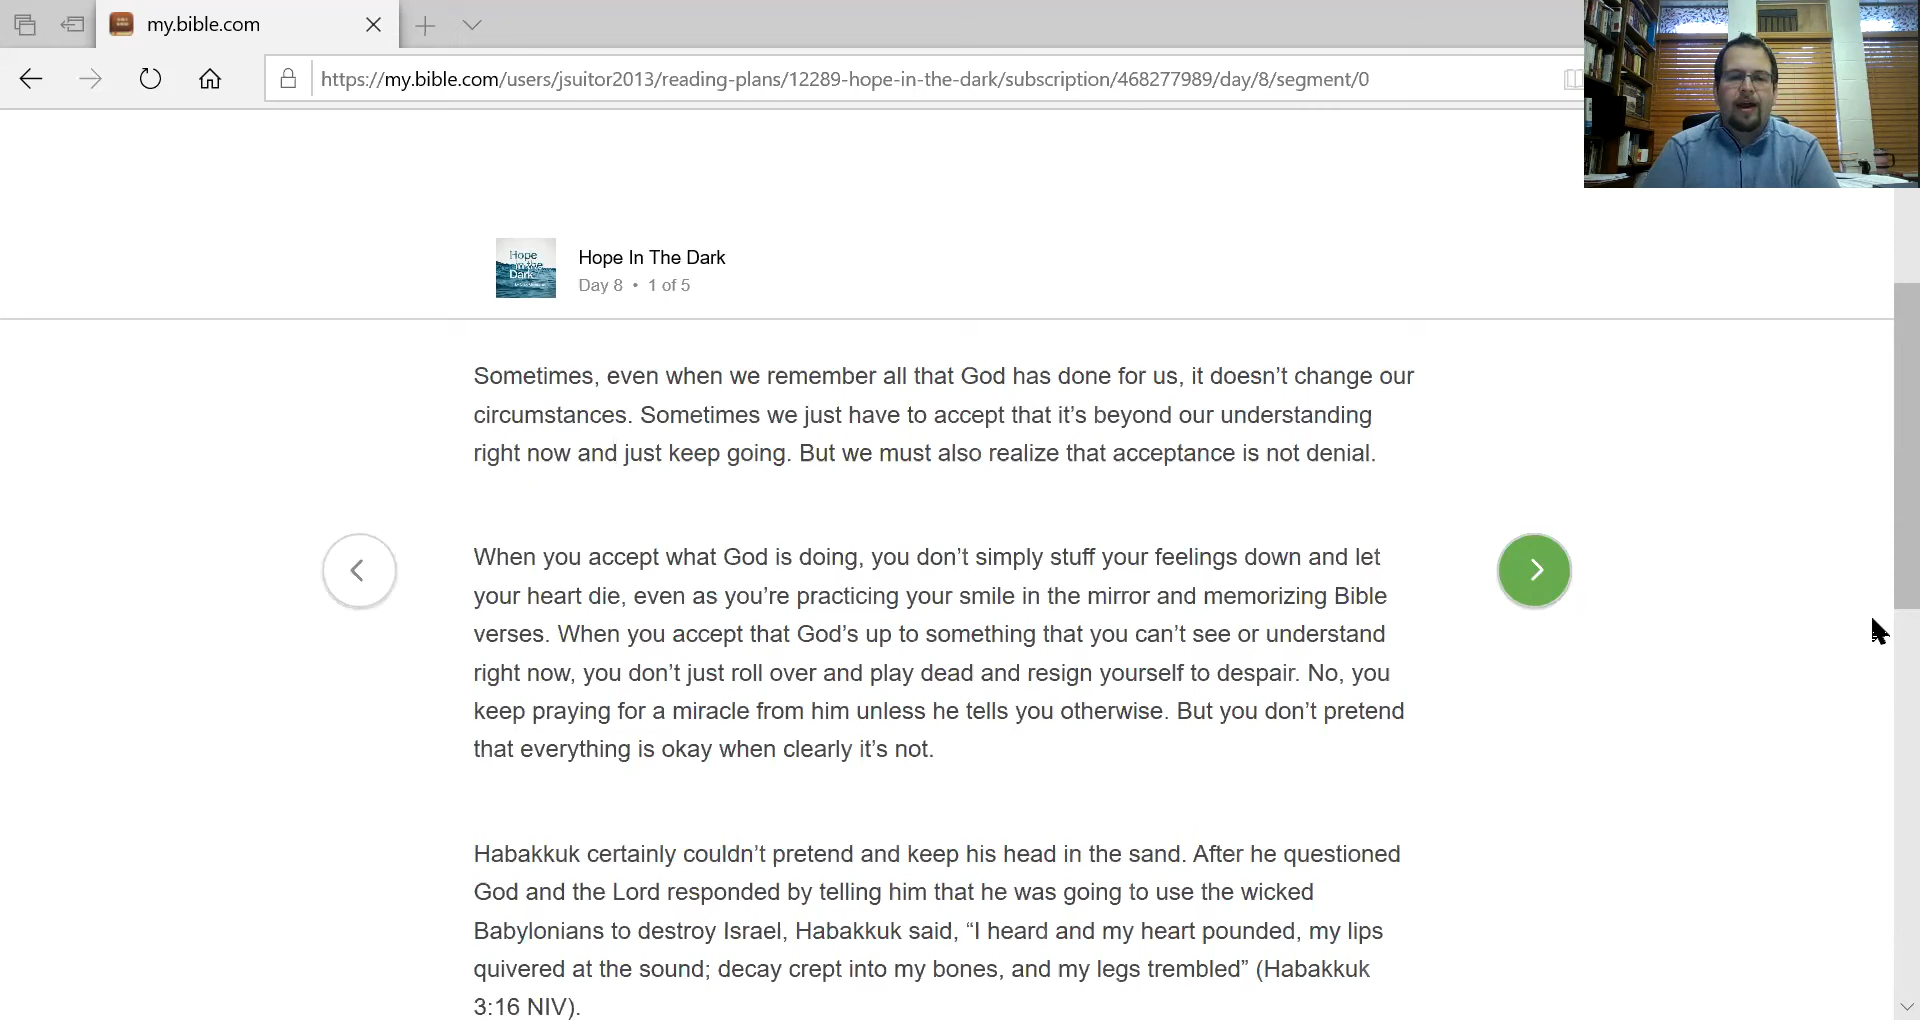 my.bible.com
https://my.bible.com/users/jsuitor2013/reading-plans/12289-hope-in-the-dark/subscription/468277989/day/8/segment/0
Hope
in the
Dark
Hope In The Dark
Day 8 • 1 of 5
Sometimes, even when we remember all that God has done for us, it doesn’t change our
circumstances. Sometimes we just have to accept that it’s beyond our understanding
right now and just keep going. But we must also realize that acceptance is not denial.
When you accept what God is doing, you don’t simply stuff your feelings down and let
your heart die, even as you’re practicing your smile in the mirror and memorizing Bible
verses. When you accept that God’s up to something that you can’t see or understand
right now, you don’t just roll over and play dead and resign yourself to despair. No, you
keep praying for a miracle from him unless he tells you otherwise. But you don’t pretend
that everything is okay when clearly it’s not.
Habakkuk certainly couldn’t pretend and keep his head in the sand. After he questioned
God and the Lord responded by telling him that he was going to use the wicked
Babylonians to destroy Israel, Habakkuk said, “I heard and my heart pounded, my lips
quivered at the sound; decay crept into my bones, and my legs trembled” (Habakkuk
3:16 NIV).